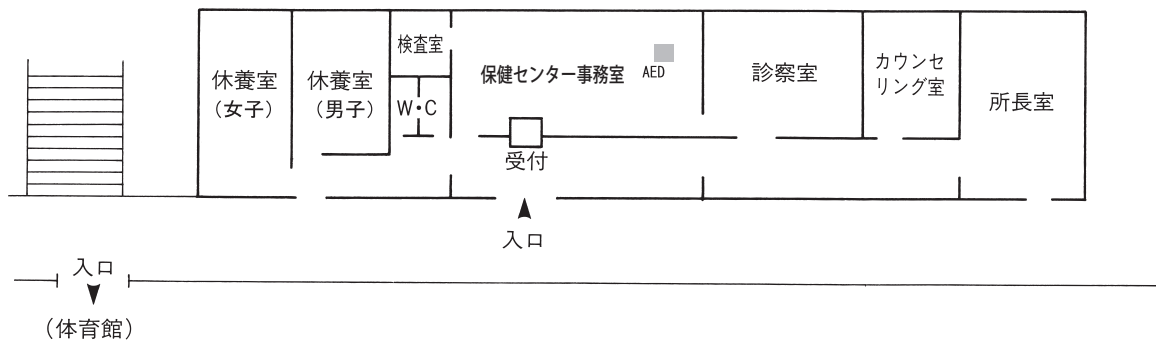 休養室
（女子）
休養室
（男子）
検査室
W・C
保健センター事務室
AED
受付
診察室
カウンセ
リング室
所長室
入口
入口
（体育館）